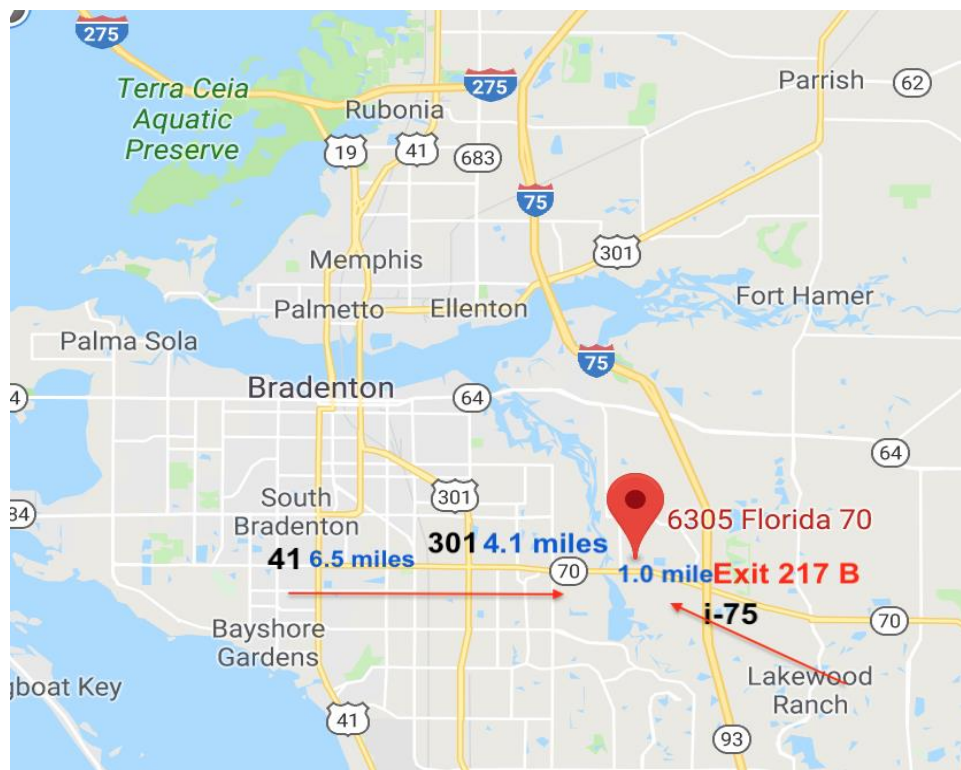 275
Terra Ceia
Aquatic
Preserve
275
Rubonia
Parrish
62
19
41
683
75
301
Memphis
Palmetto
Ellenton
Fort Hamer
Palma Sola
75
Bradenton
4
64
64
301
South
Bradenton
84
6305 Florida 70
41 6.5 miles
301 4.1 miles
70
1.0 mile
Exit 217 B
i-75
70
Bayshore
Gardens
Lakewood
Ranch
gboat Key
41
93